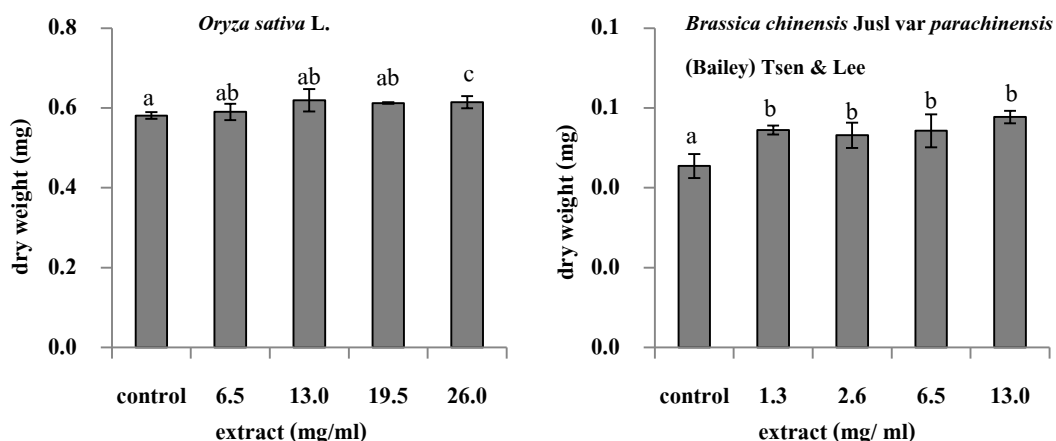 Oryza sativa L.
0.8
0.6
0.4
0.2
0.0
dry weight (mg)
a
ab
ab
ab
c
control 6.5 13.0 19.5 26.0
extract (mg/ml)
Brassica chinensis Jusl var parachinensis
(Bailey) Tsen & Lee
0.1
0.1
0.0
0.0
0.0
dry weight (mg)
a
b
b
b
b
control 1.3 2.6 6.5 13.0
extract (mg/ ml)